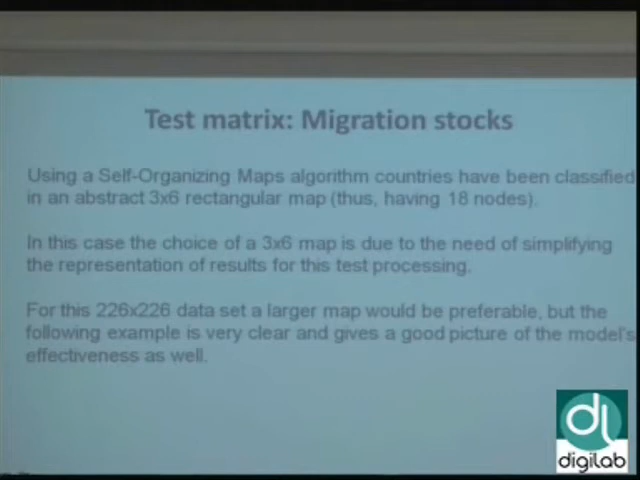 Test matrix: Migration stocks
Using a Self-Organizing Maps algorithm countries have been classified
in an abstract 3x6 rectangular map (thus, having 18 nodes).
In this case the choice of a 3x6 map is due to the need of simplifying
the representation of results for this test processing.
For this 226x226 data set a larger map would be preferable, but the
following example is very clear and gives a good picture of the model's
effectiveness as well.
dl
digilab